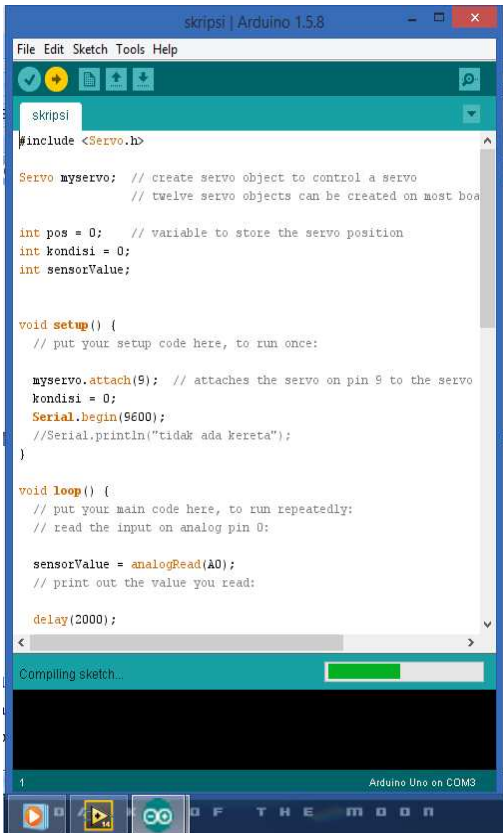 skripsi | Arduino 1.5.8
File Edit Sketch Tools Help
skripsi
#include <Servo.h>
Servo myservo;  // create servo object to control a servo
// twelve servo objects can be created on most boa
int pos = 0;    // variable to store the servo position
int kondisi = 0;
int sensorValue;
void setup() {
// put your setup code here, to run once:
myservo.attach(9);  // attaches the servo on pin 9 to the servo
kondisi = 0;
Serial.begin(9600);
//Serial.println("tidak ada kereta");
}
void loop() {
// put your main code here, to run repeatedly:
// read the input on analog pin 0:
sensorValue = analogRead(A0);
// print out the value you read:
delay(2000);
Compiling sketch...
1 Arduino Uno on COM3
OF THE MOON
14